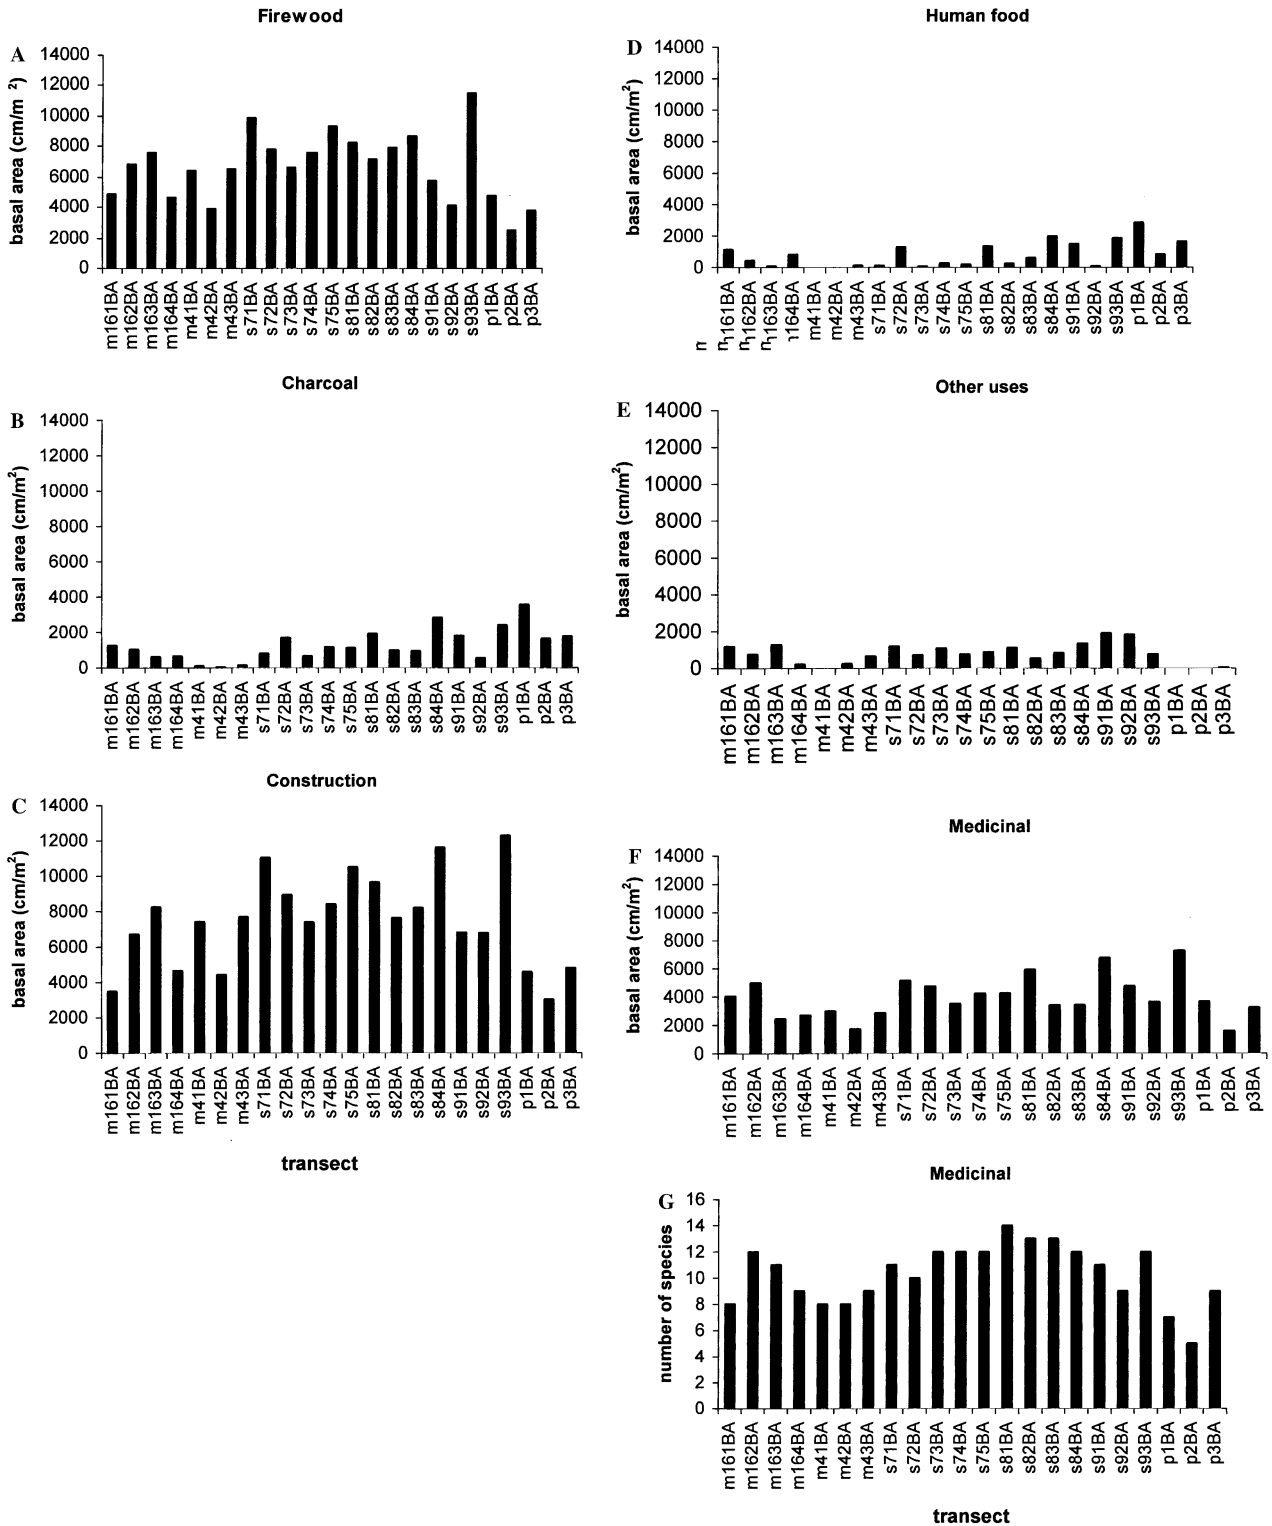 Firewood
A
basal area (cm/m 2)
14000
12000
10000
8000
6000
4000
2000
0
m161BA
m162BA
m163BA
m164BA
m41BA
m42BA
m43BA
s71BA
s72BA
s73BA
s74BA
s75BA
s81BA
s82BA
s83BA
s84BA
s91BA
s92BA
s93BA
p1BA
p2BA
p3BA
Charcoal
B
basal area (cm/m²)
14000
12000
10000
8000
6000
4000
2000
0
m161BA
m162BA
m163BA
m164BA
m41BA
m42BA
m43BA
s71BA
s72BA
s73BA
s74BA
s75BA
s81BA
s82BA
s83BA
s84BA
s91BA
s92BA
s93BA
p1BA
p2BA
p3BA
Construction
C
basal area (cm/m²)
14000
12000
10000
8000
6000
4000
2000
0
m161BA
m162BA
m163BA
m164BA
m41BA
m42BA
m43BA
s71BA
s72BA
s73BA
s74BA
s75BA
s81BA
s82BA
s83BA
s84BA
s91BA
s92BA
s93BA
p1BA
p2BA
p3BA
transect
Human food
D
basal area (cm/m²)
14000
12000
10000
8000
6000
4000
2000
0
161BA
162BA
163BA
164BA
m41BA
m42BA
m43BA
s71BA
s72BA
s73BA
s74BA
s75BA
s81BA
s82BA
s83BA
s84BA
s91BA
s92BA
s93BA
p1BA
p2BA
p3BA
Other uses
E
basal area (cm/m²)
14000
12000
10000
8000
6000
4000
2000
0
m161BA
m162BA
m163BA
m164BA
m41BA
m42BA
m43BA
s71BA
s72BA
s73BA
s74BA
s75BA
s81BA
s82BA
s83BA
s84BA
s91BA
s92BA
s93BA
p1BA
p2BA
p3BA
Medicinal
F
basal area (cm/m²)
14000
12000
10000
8000
6000
4000
2000
0
m161BA
m162BA
m163BA
m164BA
m41BA
m42BA
m43BA
s71BA
s72BA
s73BA
s74BA
s75BA
s81BA
s82BA
s83BA
s84BA
s91BA
s92BA
s93BA
p1BA
p2BA
p3BA
Medicinal
G
number of species
16
14
12
10
8
6
4
2
0
m161BA
m162BA
m163BA
m164BA
m41BA
m42BA
m43BA
s71BA
s72BA
s73BA
s74BA
s75BA
s81BA
s82BA
s83BA
s84BA
s91BA
s92BA
s93BA
p1BA
p2BA
p3BA
transect